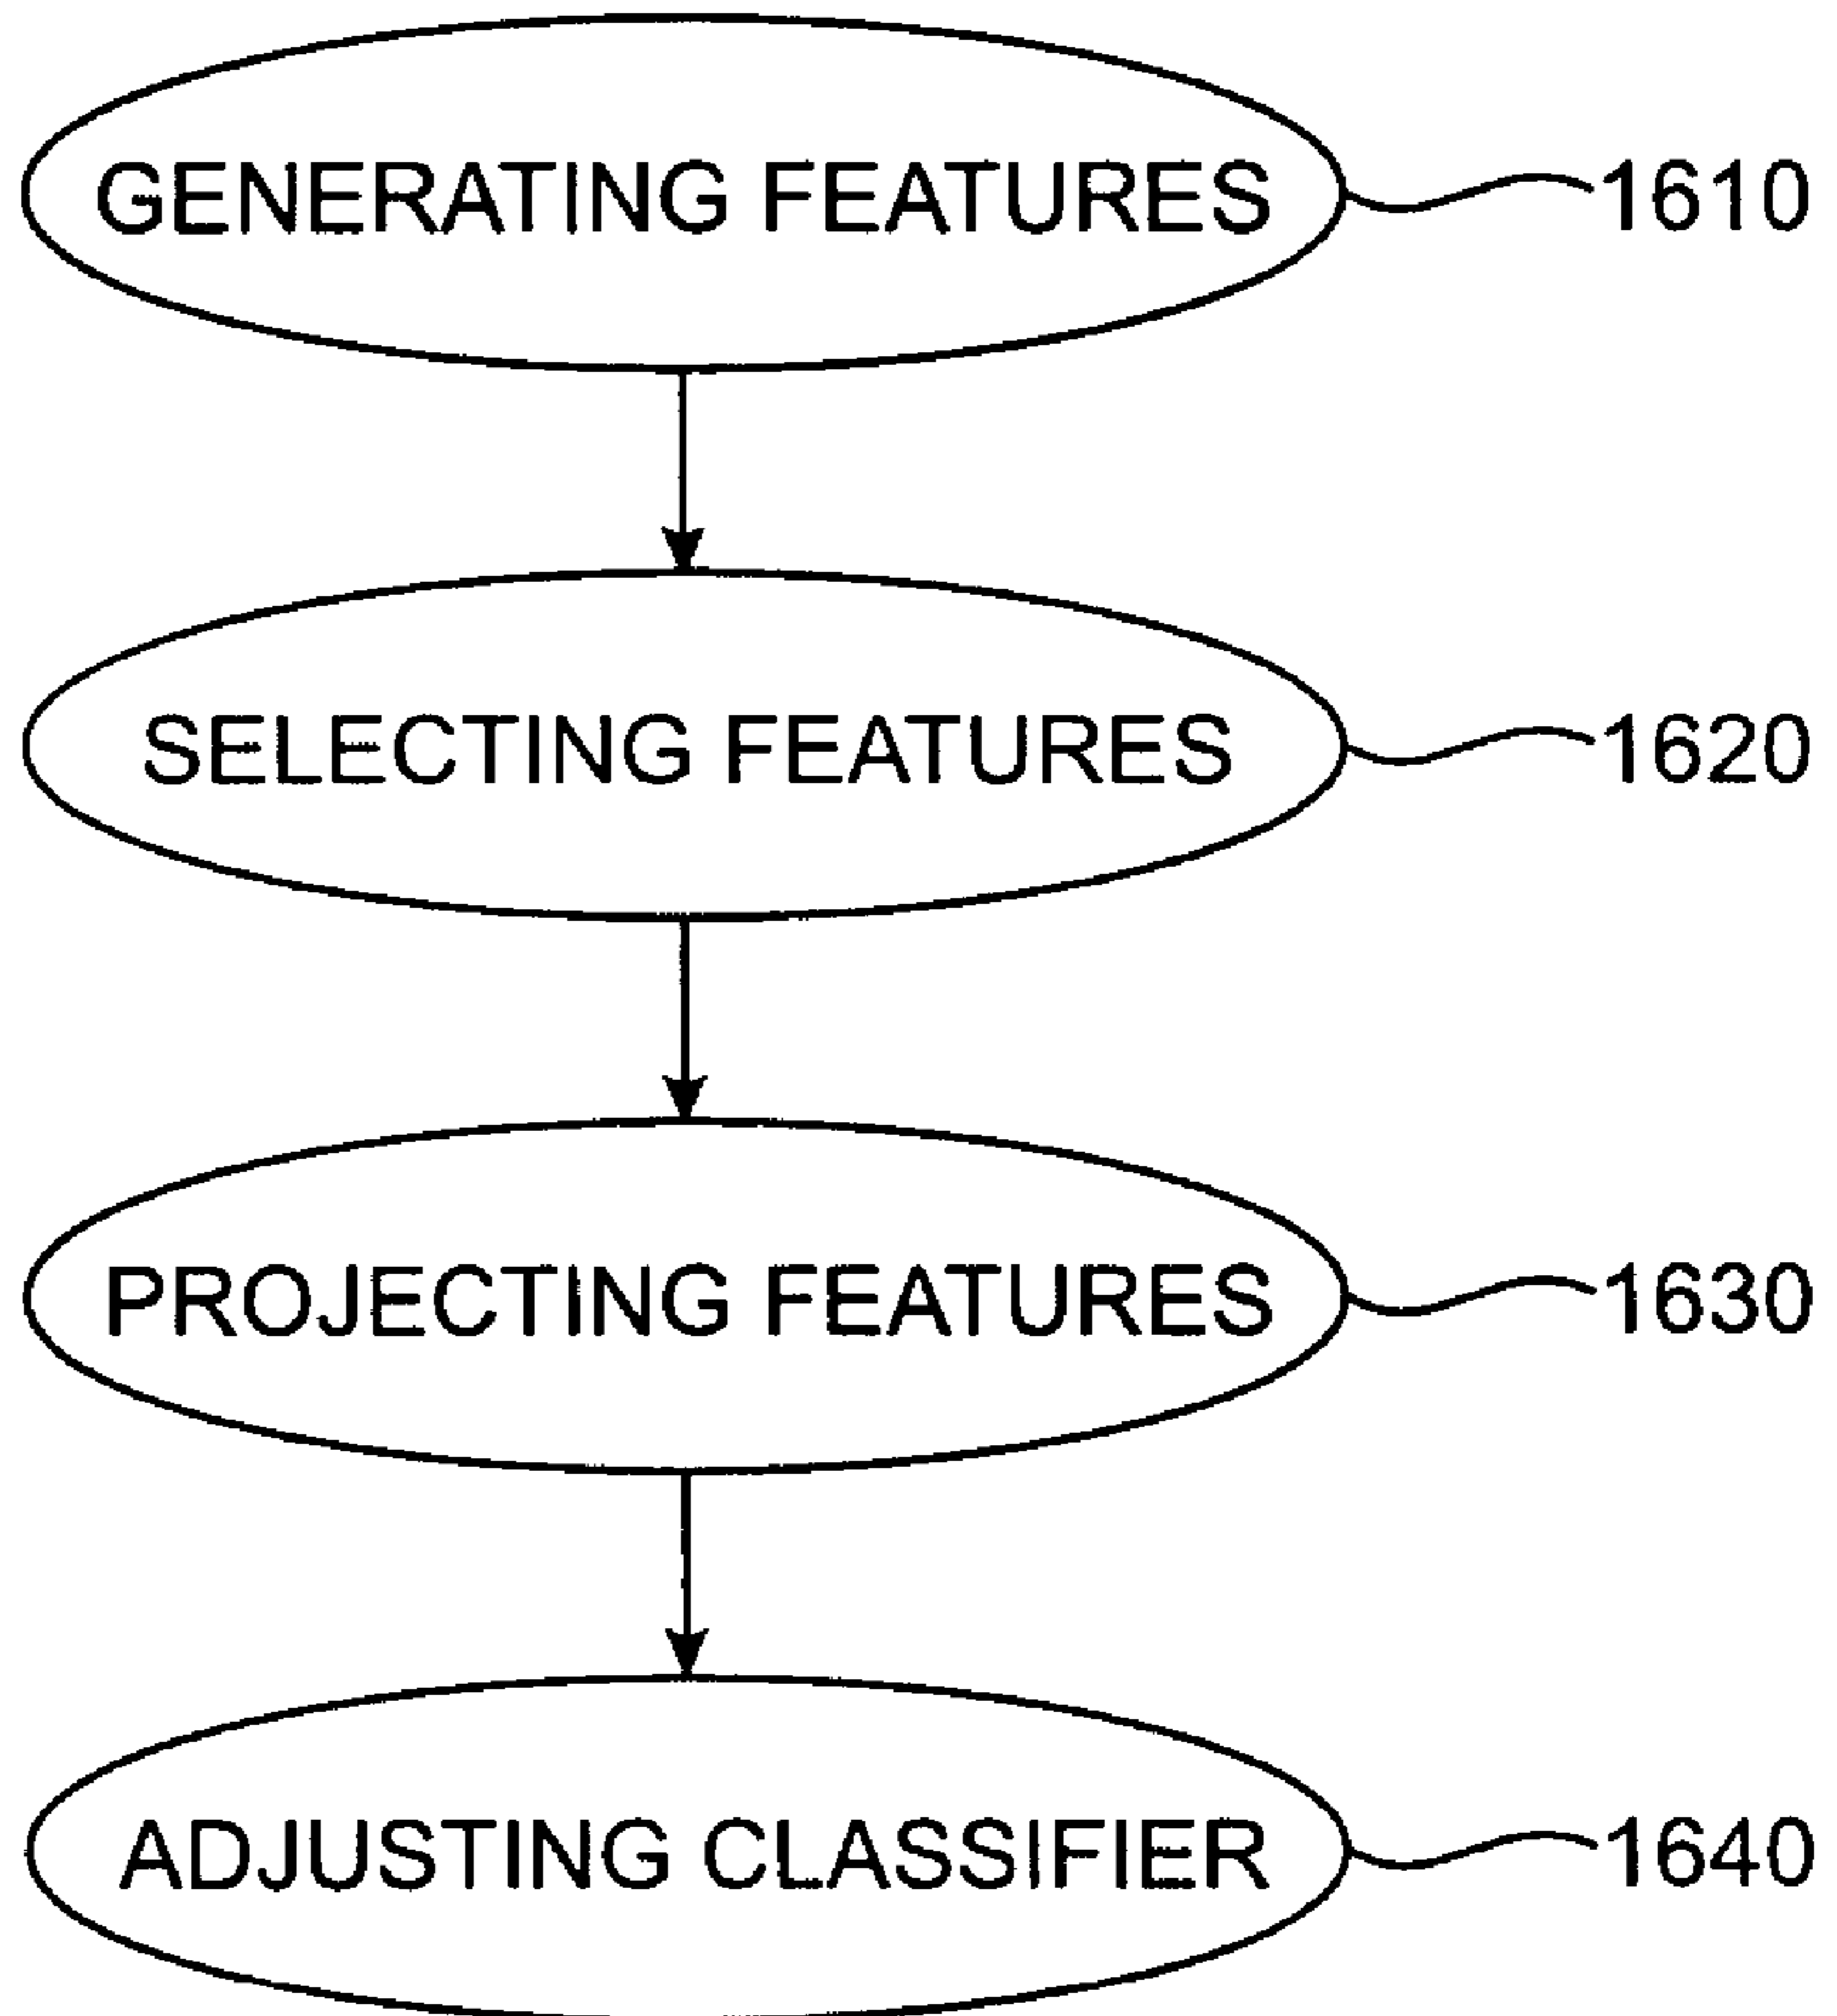 GENERATING FEATURES 1610
SELECTING FEATURES 1620
PROJECTING FEATURES 1630
ADJUSTING CLASSIFIER 1640